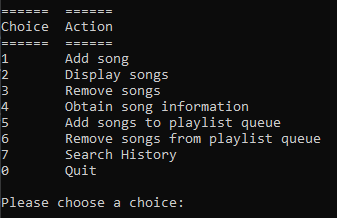 ======  ======
Choice  Action
======  ======
1       Add song
2       Display songs
3       Remove songs
4       Obtain song information
5       Add songs to playlist queue
6       Remove songs from playlist queue
7       Search History
0       Quit
Please choose a choice: